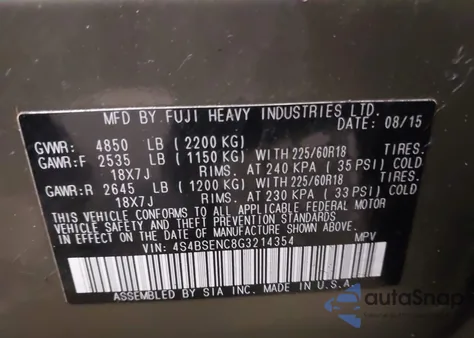 MFD BY FUJI HEAVY INDUSTRIES LTD.
DATE: 08/15
GVWR: 4850 LB (2200 KG)
GAWR:F 2535 LB (1150 KG) WITH 225/60R18 TIRES.
18X7J RIMS. AT 240 KPA (35 PSI) COLD.
GAWR:R 2645 LB (1200 KG) WITH 225/60R18 TIRES.
18X7J RIMS. AT 230 KPA (33 PSI) COLD.
THIS VEHICLE CONFORMS TO ALL APPLICABLE FEDERAL MOTOR
VEHICLE SAFETY, BUMPER, AND THEFT PREVENTION STANDARDS
IN EFFECT ON THE DATE OF MANUFACTURE SHOWN ABOVE.
VIN: 4S4BSENC8G3214354 MPV
ASSEMBLED BY SIA INC. MADE IN U.S.A.
autoSnap